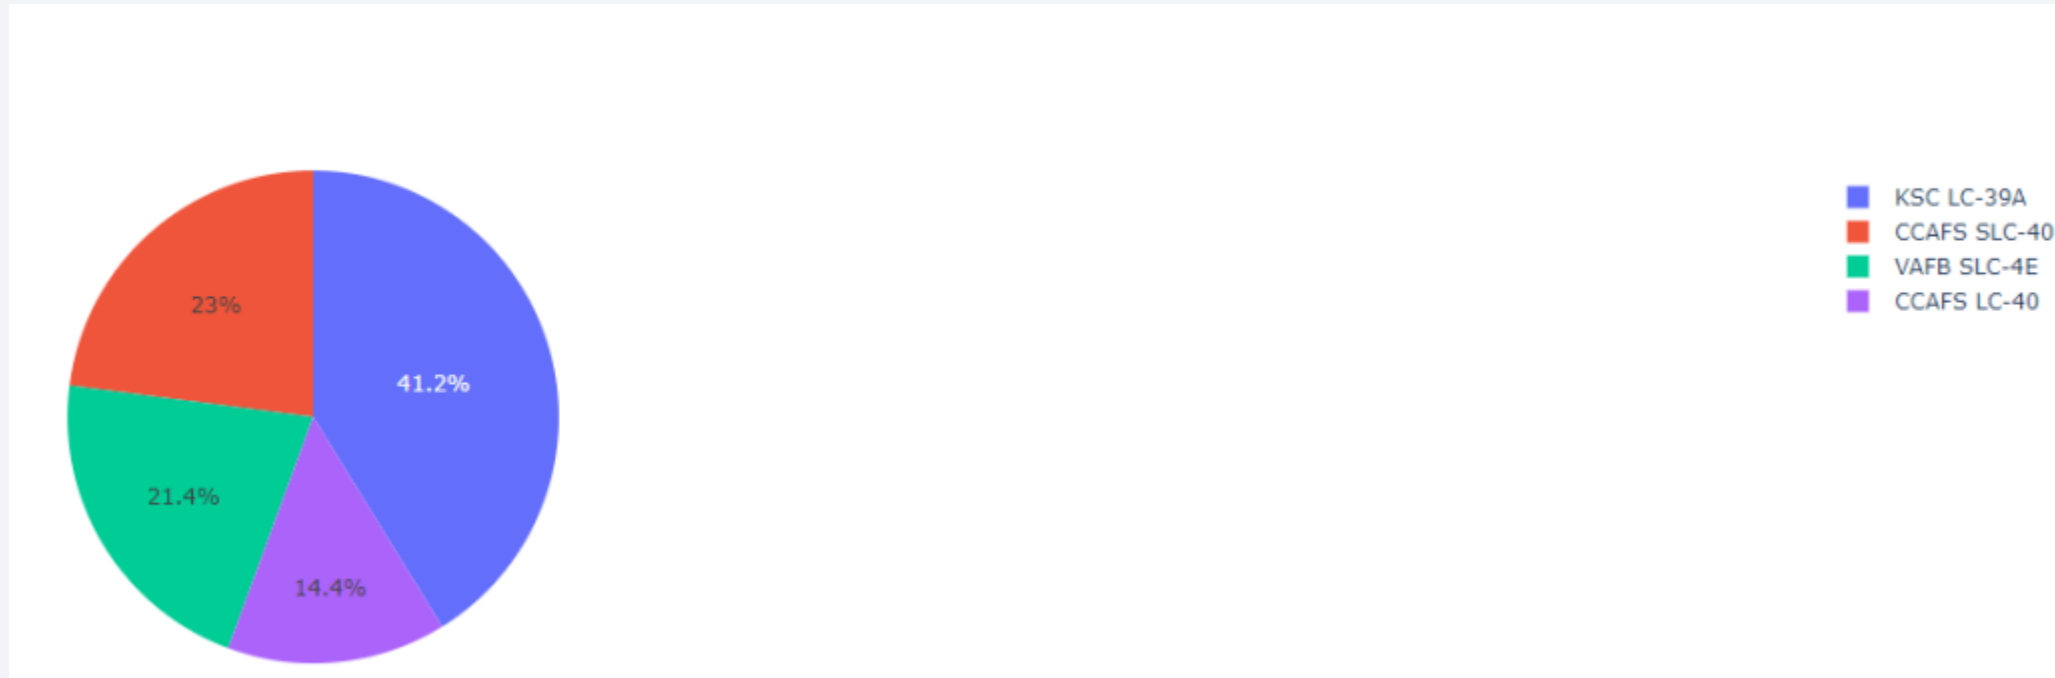 KSC LC-39A
CCAFS SLC-40
VAFB SLC-4E
CCAFS LC-40
23%
41.2%
21.4%
14.4%